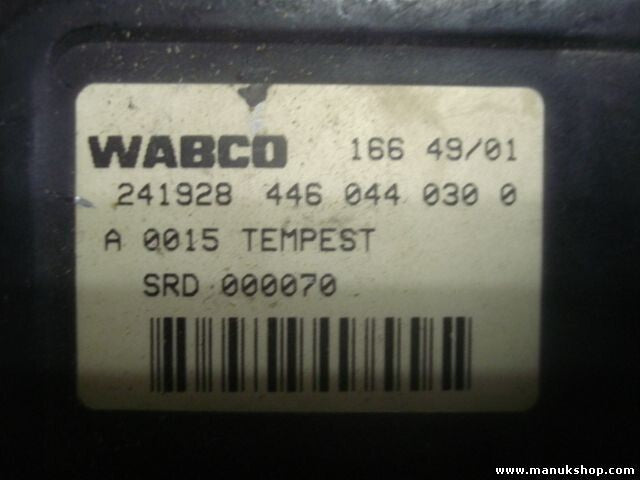 WABCO 166 49/01
241928 446 044 030 0
A 0015 TEMPEST
SRD 000070
www.manukshop.com